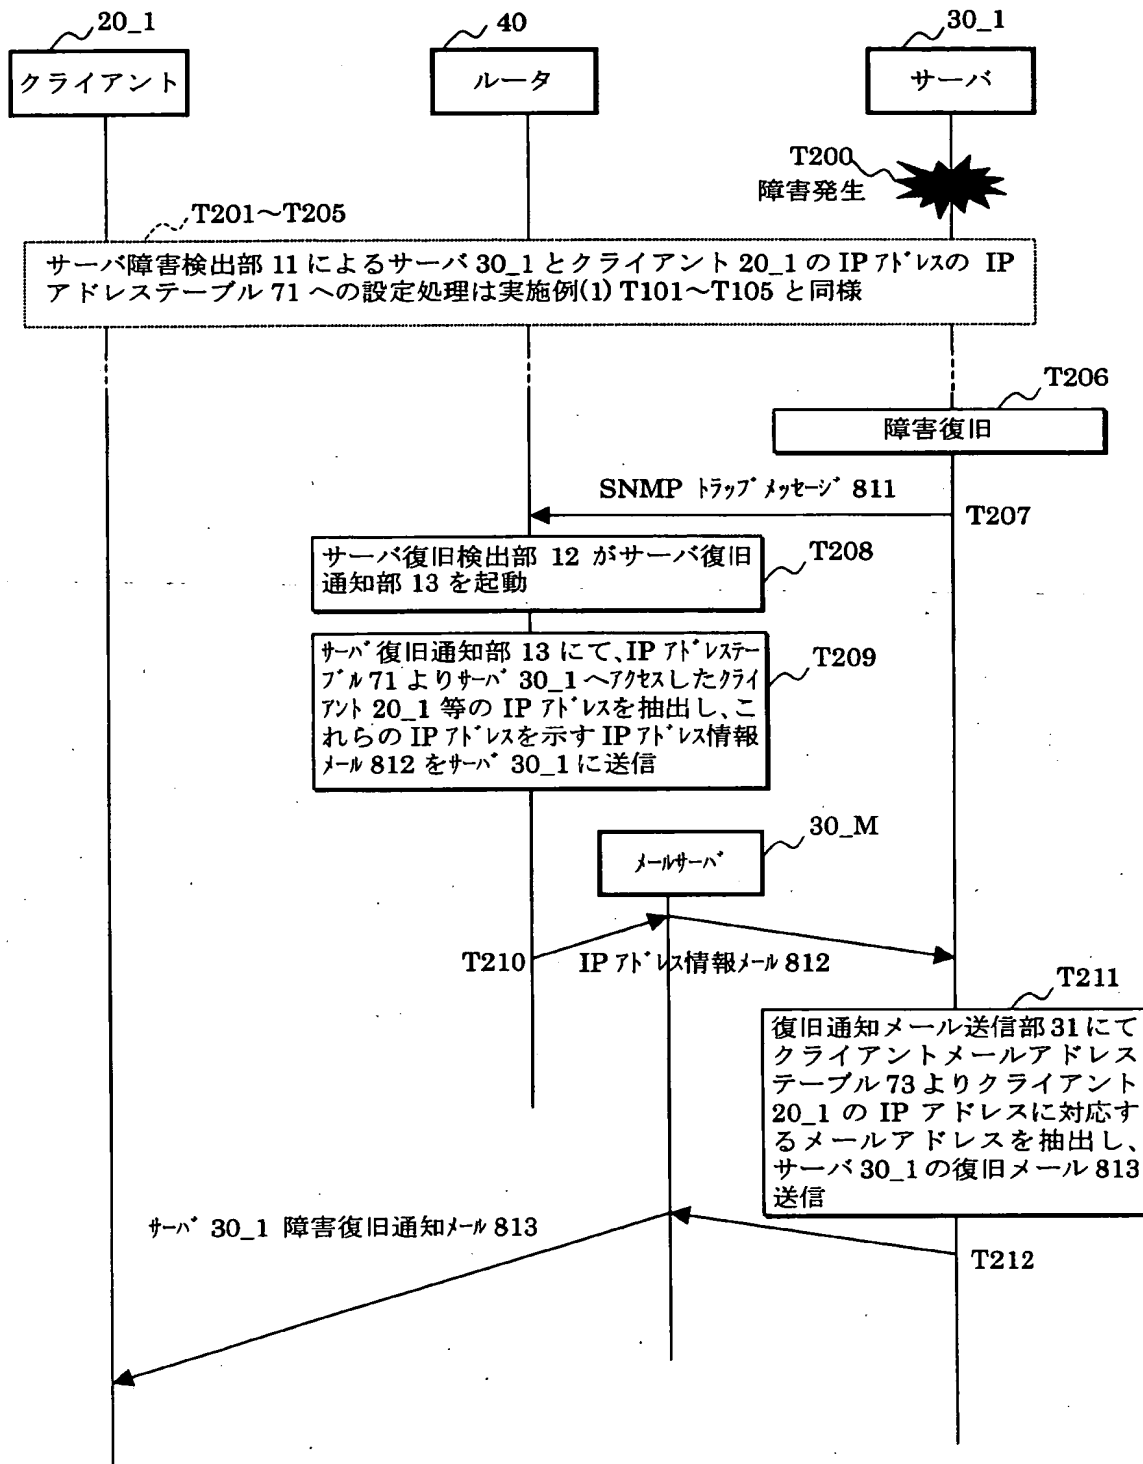 20_1
40
30_1
クライアント
ルータ
サーバ
T200
障害発生
T201～T205
サーバ障害検出部 11 によるサーバ 30_1 とクライアント 20_1 の IP ｱﾄﾞﾚｽの IP
アドレステーブル 71 への設定処理は実施例(1) T101～T105 と同様
T206
障害復旧
SNMP ﾄﾗｯﾌﾟﾒｯｾｰｼﾞ 811
T207
サーバ復旧検出部 12 がサーバ復旧
通知部 13 を起動
T208
ｻｰﾊﾞ復旧通知部 13 にて、IP ｱﾄﾞﾚｽﾃｰ
ﾌﾞﾙ 71 よりｻｰﾊﾞ 30_1 へｱｸｾｽしたｸﾗｲ
ｱﾝﾄ 20_1 等の IP ｱﾄﾞﾚｽを抽出し、こ
れらの IP ｱﾄﾞﾚｽを示す IP ｱﾄﾞﾚｽ情報
ﾒｰﾙ 812 をｻｰﾊﾞ 30_1 に送信
T209
30_M
ﾒｰﾙｻｰﾊﾞ
T210
IP ｱﾄﾞﾚｽ情報ﾒｰﾙ 812
T211
復旧通知メール送信部 31 にて
クライアントメールアドレス
テーブル 73 よりクライアント
20_1 の IP アドレスに対応す
るメールアドレスを抽出し、
サーバ 30_1 の復旧メール 813
送信
ｻｰﾊﾞ 30_1 障害復旧通知ﾒｰﾙ 813
T212